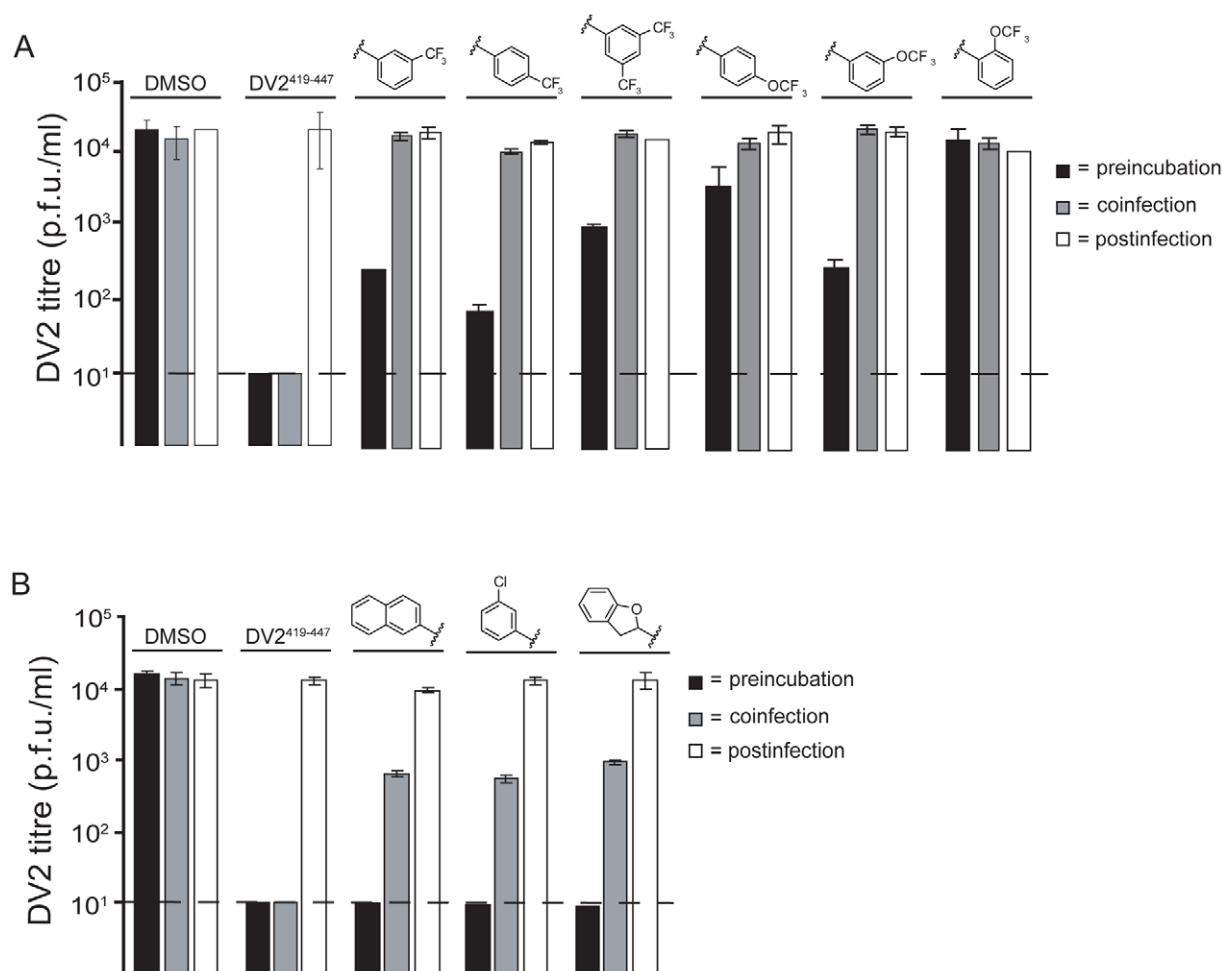 A
DMSO
DV2⁴¹⁹⁻⁴⁴⁷
CF₃
CF₃
CF₃
CF₃
OCF₃
OCF₃
OCF₃
DV2 titre (p.f.u./ml)
10⁵
10⁴
10³
10²
10¹
= preincubation
= coinfection
= postinfection
B
DMSO
DV2⁴¹⁹⁻⁴⁴⁷
Cl
O
DV2 titre (p.f.u./ml)
10⁵
10⁴
10³
10²
10¹
= preincubation
= coinfection
= postinfection